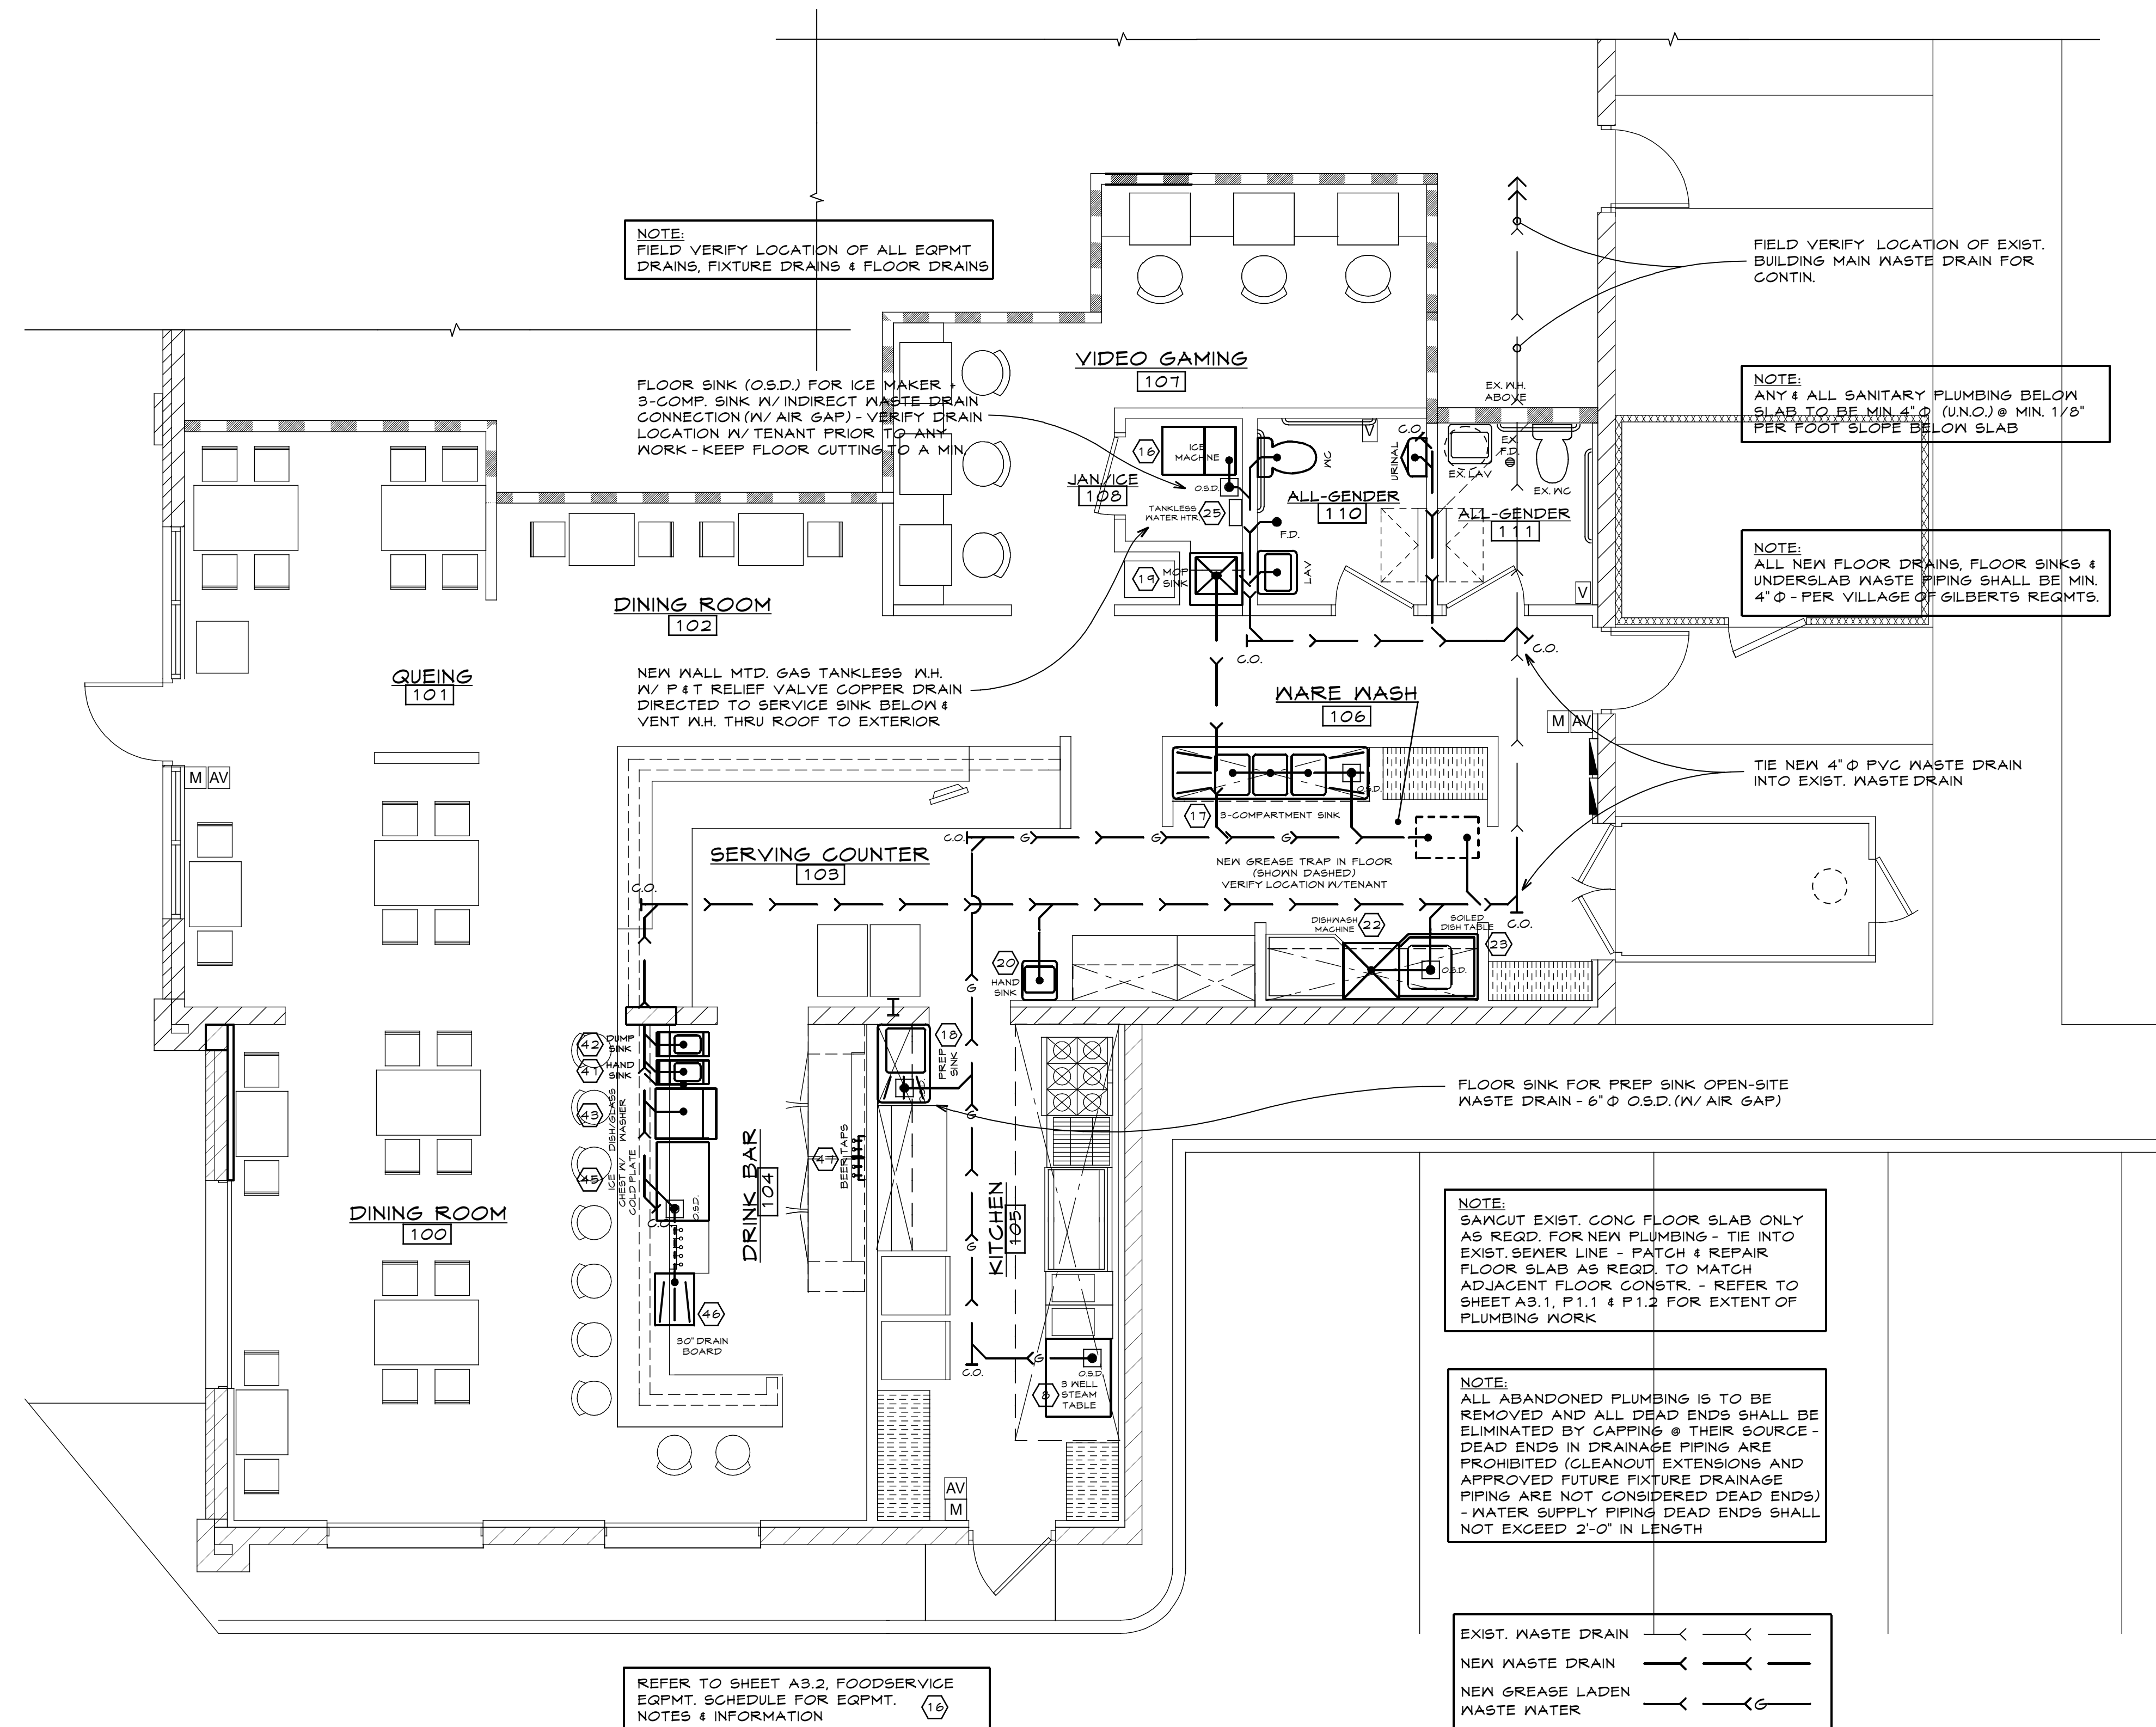 NOTE:
FIELD VERIFY LOCATION OF ALL EQPMT
DRAINS, FIXTURE DRAINS & FLOOR DRAINS
FIELD VERIFY LOCATION OF EXIST.
BUILDING MAIN WASTE DRAIN FOR
CONTIN.
VIDEO GAMING
107
FLOOR SINK (O.S.D.) FOR ICE MAKER +
3-COMP. SINK W/ INDIRECT WASTE DRAIN
CONNECTION (W/ AIR GAP) - VERIFY DRAIN
LOCATION W/ TENANT PRIOR TO ANY
WORK - KEEP FLOOR CUTTING TO A MIN.
EX. W.H.
ABOVE
NOTE:
ANY & ALL SANITARY PLUMBING BELOW
SLAB TO BE MIN. 4" Φ (U.N.O.) @ MIN. 1/8"
PER FOOT SLOPE BELOW SLAB
16
ICE
MACHINE
O.S.D.
JAN./ICE
108
TANKLESS
WATER HTR.
25
WC
V
C.O.
URINAL
EX. LAV
EX.
F.D.
EX. WC
ALL-GENDER
110
ALL-GENDER
111
F.D.
LAV
V
19
MOP
SINK
C.O.
C.O.
NOTE:
ALL NEW FLOOR DRAINS, FLOOR SINKS &
UNDERSLAB WASTE PIPING SHALL BE MIN.
4" Φ - PER VILLAGE OF GILBERTS REQMTS.
DINING ROOM
102
QUEING
101
NEW WALL MTD. GAS TANKLESS W.H.
W/ P & T RELIEF VALVE COPPER DRAIN
DIRECTED TO SERVICE SINK BELOW &
VENT W.H. THRU ROOF TO EXTERIOR
WARE WASH
106
M AV
M AV
TIE NEW 4" Φ PVC WASTE DRAIN
INTO EXIST. WASTE DRAIN
O.S.D.
17
3-COMPARTMENT SINK
C.O.
G
G
G
SERVING COUNTER
103
NEW GREASE TRAP IN FLOOR
(SHOWN DASHED)
VERIFY LOCATION W/TENANT
C.O.
DISHWASH
MACHINE
22
SOILED
DISH TABLE
23
C.O.
O.S.D.
20
HAND
SINK
G
42
DUMP
SINK
41
HAND
SINK
43
DISH/GLASS
WASHER
45
ICE
CHEST W/
COLD PLATE
O.S.D.
C.O.
DRINK BAR
104
47
BEER TAPS
18
PREP
SINK
O.S.D.
G
G
KITCHEN
105
FLOOR SINK FOR PREP SINK OPEN-SITE
WASTE DRAIN - 6" Φ O.S.D. (W/ AIR GAP)
DINING ROOM
100
46
30" DRAIN
BOARD
C.O.
G
O.S.D.
8
3 WELL
STEAM
TABLE
AV
M
NOTE:
SAWCUT EXIST. CONC FLOOR SLAB ONLY
AS REQD. FOR NEW PLUMBING - TIE INTO
EXIST. SEWER LINE - PATCH & REPAIR
FLOOR SLAB AS REQD. TO MATCH
ADJACENT FLOOR CONSTR. - REFER TO
SHEET A3.1, P1.1 & P1.2 FOR EXTENT OF
PLUMBING WORK
NOTE:
ALL ABANDONED PLUMBING IS TO BE
REMOVED AND ALL DEAD ENDS SHALL BE
ELIMINATED BY CAPPING @ THEIR SOURCE -
DEAD ENDS IN DRAINAGE PIPING ARE
PROHIBITED (CLEANOUT EXTENSIONS AND
APPROVED FUTURE FIXTURE DRAINAGE
PIPING ARE NOT CONSIDERED DEAD ENDS)
- WATER SUPPLY PIPING DEAD ENDS SHALL
NOT EXCEED 2'-0" IN LENGTH
REFER TO SHEET A3.2, FOODSERVICE
EQPMT. SCHEDULE FOR EQPMT.
NOTES & INFORMATION
16
EXIST. WASTE DRAIN
NEW WASTE DRAIN
NEW GREASE LADEN
WASTE WATER
G